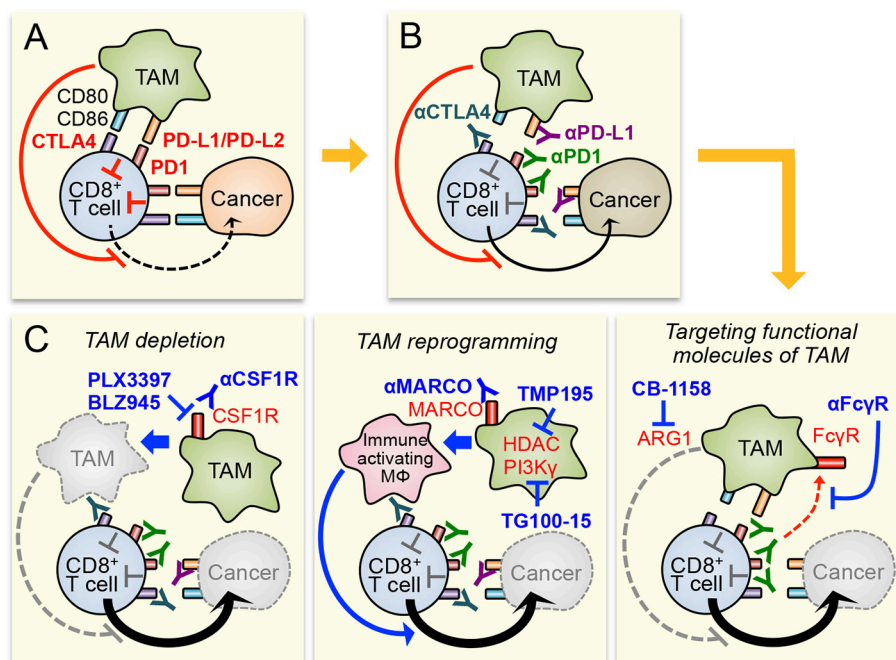 A
TAM
CD80
CD86
CTLA4
PD-L1/PD-L2
PD1
CD8+
T cell
Cancer
B
TAM
αCTLA4
αPD-L1
αPD1
CD8+
T cell
Cancer
C
TAM depletion
PLX3397
BLZ945
αCSF1R
CSF1R
TAM
TAM
CD8+
T cell
Cancer
TAM reprogramming
αMARCO
MARCO
TMP195
Immune
activating
MΦ
HDAC
PI3Kγ
TG100-15
CD8+
T cell
Cancer
Targeting functional
molecules of TAM
CB-1158
ARG1
TAM
αFcγR
FcγR
CD8+
T cell
Cancer